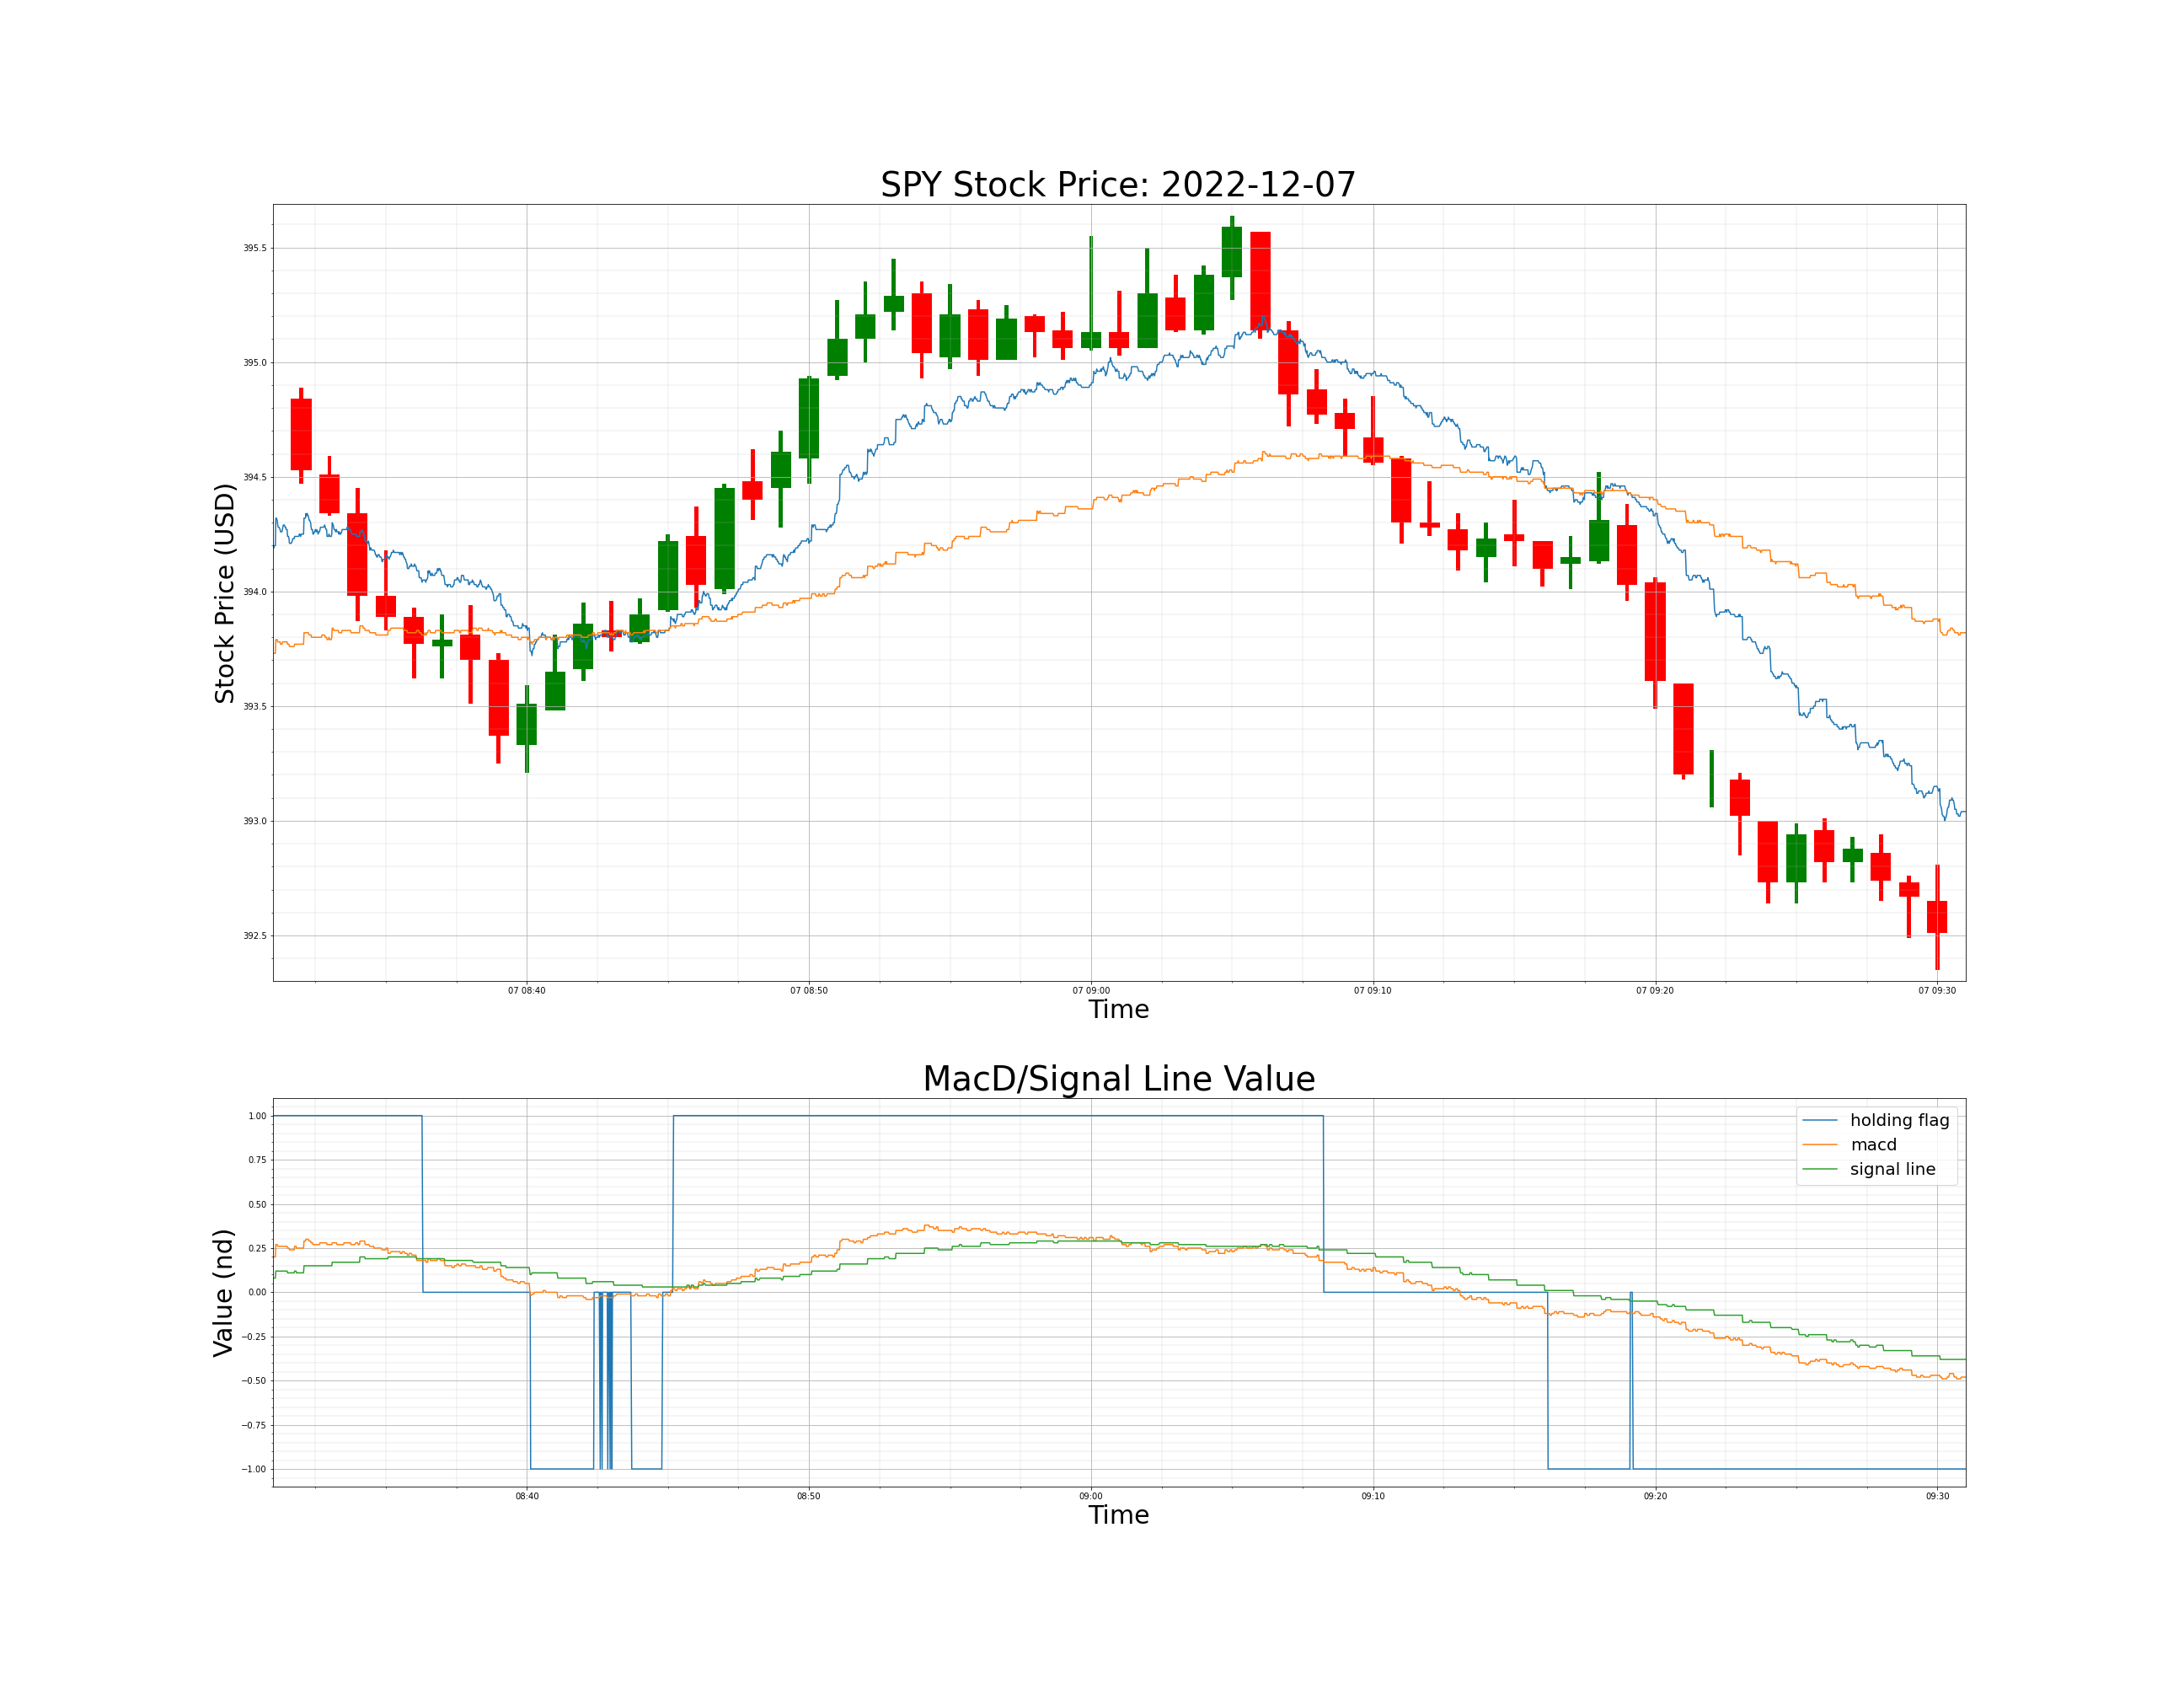 SPY Stock Price: 2022-12-07
Stock Price (USD)
395.5
395.0
394.5
394.0
393.5
393.0
392.5
07 08:40 07 08:50 07 09:00 07 09:10 07 09:20 07 09:30
Time
MacD/Signal Line Value
Value (nd)
1.00
0.75
0.50
0.25
0.00
−0.25
−0.50
−0.75
−1.00
holding flag
macd
signal line
08:40 08:50 09:00 09:10 09:20 09:30
Time